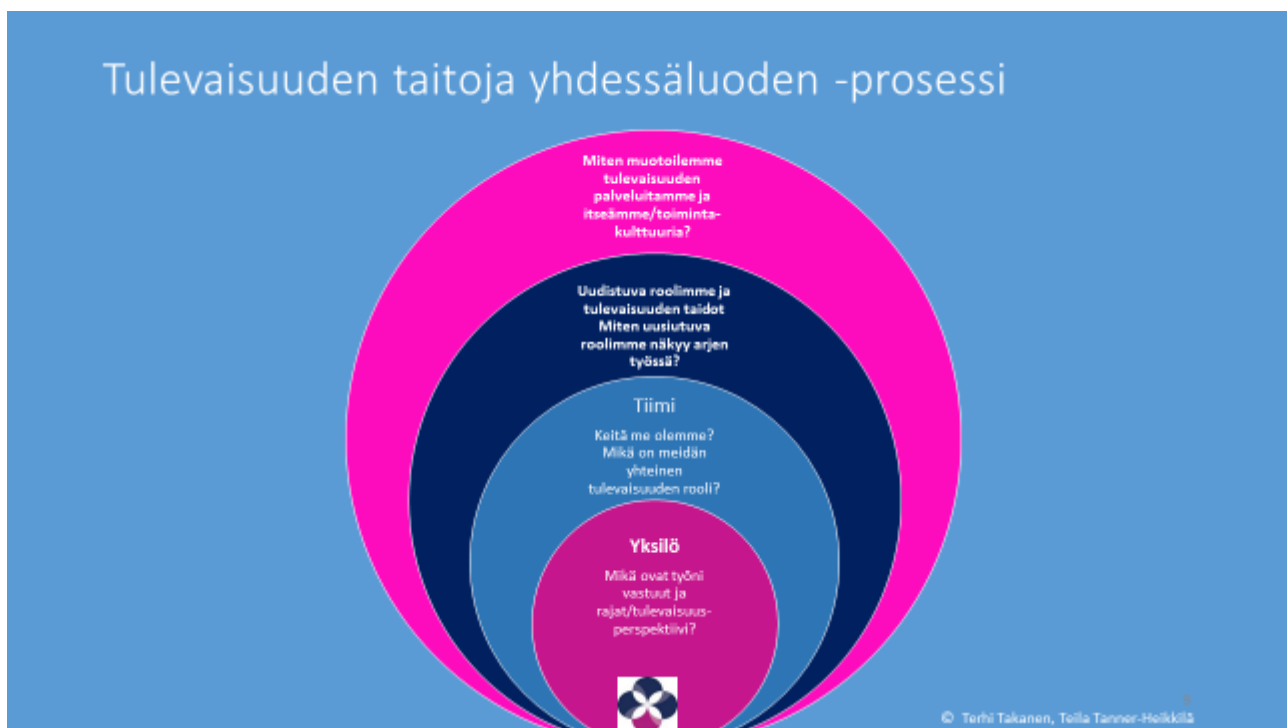 Tulevaisuuden taitoja yhdessäluoden -prosessi
Miten muotoilemme
tulevaisuuden
palveluitamme ja
itseämme/toiminta-
kulttuuria?
Uudistuva roolimme ja
tulevaisuuden taidot
Miten uusiutuva
roolimme näkyy arjen
työssä?
Tiimi
Keitä me olemme?
Mikä on meidän
yhteinen
tulevaisuuden rooli?
Yksilö
Mikä ovat työni
vastuut ja
rajat/tulevaisuus-
perspektiivi?
© Terhi Takanen, Teila Tanner-Heikkilä